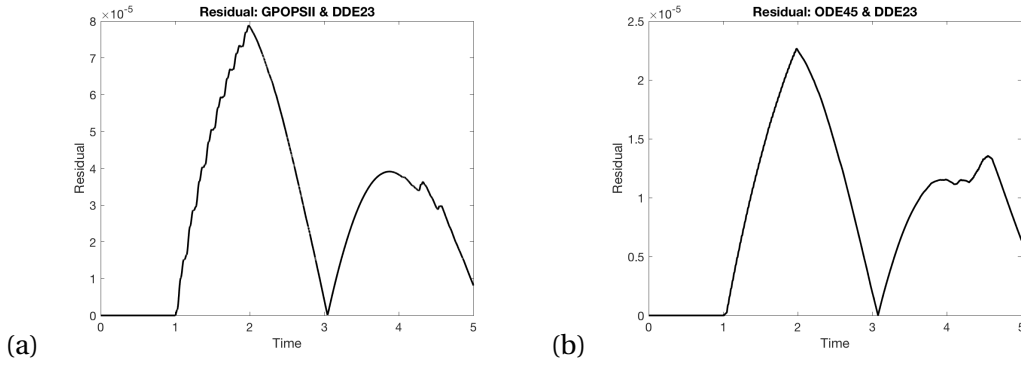 Residual: GPOPSII & DDE23
×10⁻⁵
8
7
6
5
4
3
2
1
0
Residual
0 1 2 3 4 5
Time
(a)
Residual: ODE45 & DDE23
×10⁻⁵
2.5
2
1.5
1
0.5
0
Residual
0 1 2 3 4 5
Time
(b)